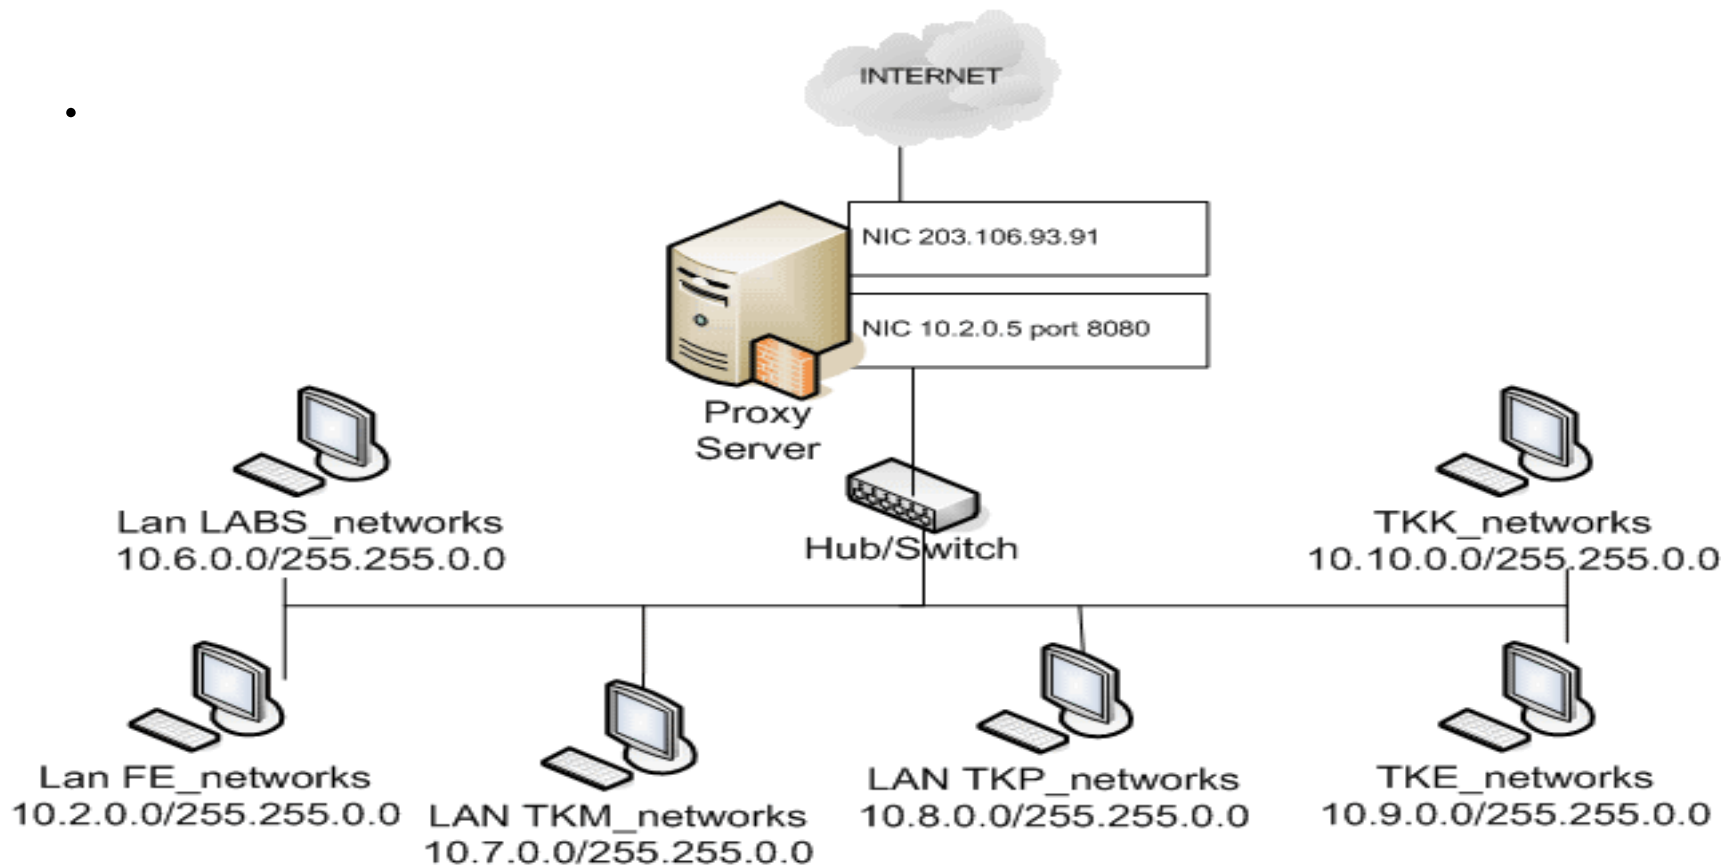 •
INTERNET
NIC 203.106.93.91
NIC 10.2.0.5 port 8080
Proxy
Server
Lan LABS_networks
10.6.0.0/255.255.0.0
Hub/Switch
TKK_networks
10.10.0.0/255.255.0.0
Lan FE_networks
10.2.0.0/255.255.0.0
LAN TKM_networks
10.7.0.0/255.255.0.0
LAN TKP_networks
10.8.0.0/255.255.0.0
TKE_networks
10.9.0.0/255.255.0.0